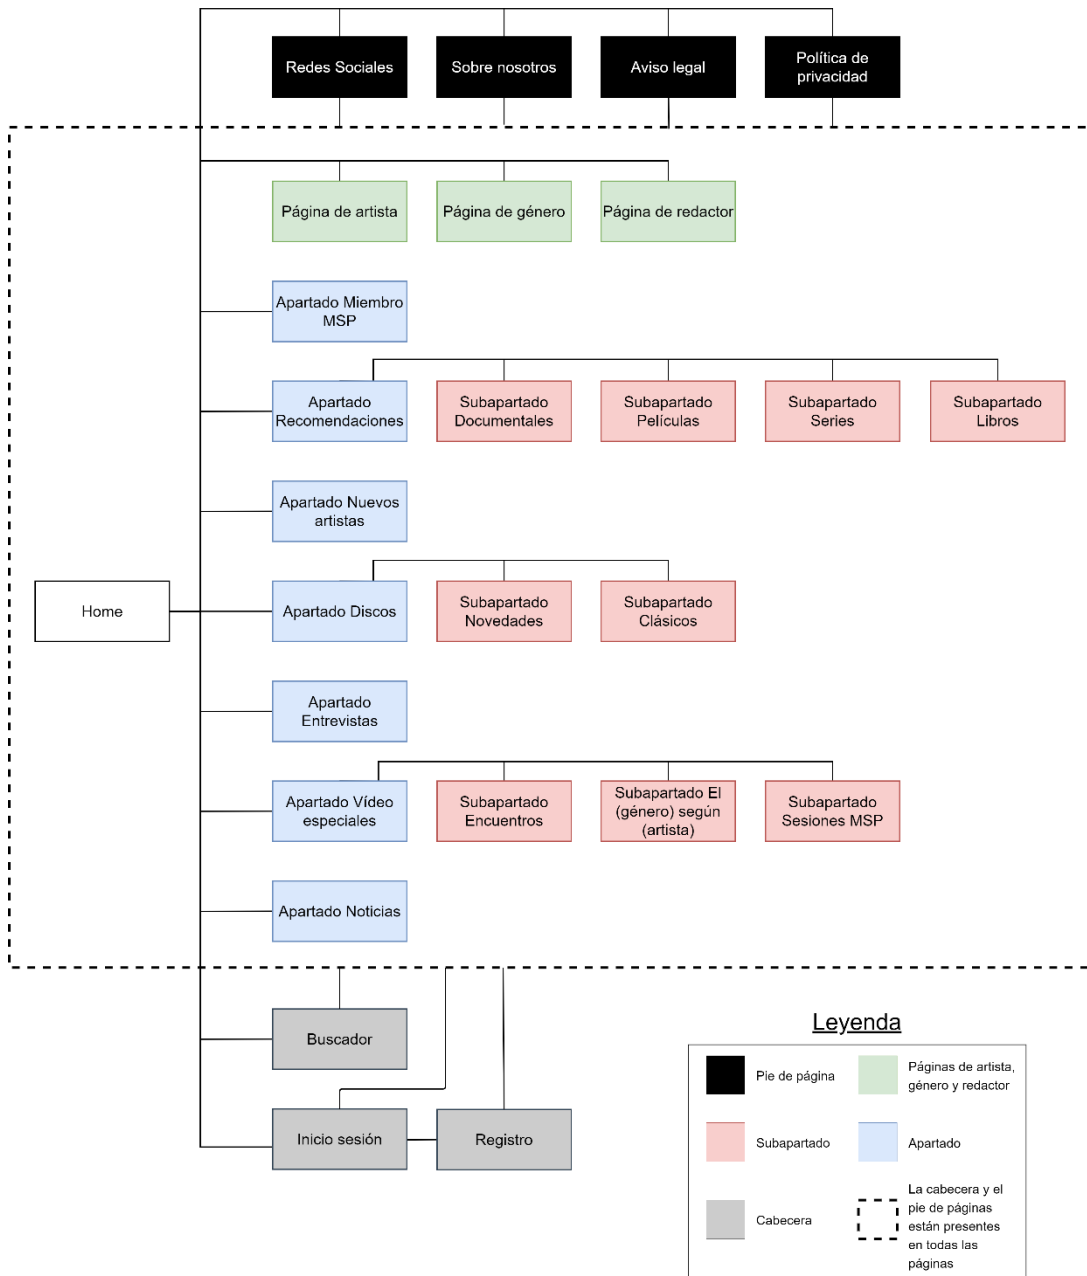 Redes Sociales
Sobre nosotros
Aviso legal
Política de
privacidad
Página de artista
Página de género
Página de redactor
Apartado Miembro
MSP
Apartado
Recomendaciones
Subapartado
Documentales
Subapartado
Películas
Subapartado
Series
Subapartado
Libros
Apartado Nuevos
artistas
Home
Apartado Discos
Subapartado
Novedades
Subapartado
Clásicos
Apartado
Entrevistas
Apartado Vídeo
especiales
Subapartado
Encuentros
Subapartado El
(género) según
(artista)
Subapartado
Sesiones MSP
Apartado Noticias
Buscador
Inicio sesión
Registro
Leyenda
Pie de página
Páginas de artista,
género y redactor
Subapartado
Apartado
Cabecera
La cabecera y el
pie de páginas
están presentes
en todas las
páginas